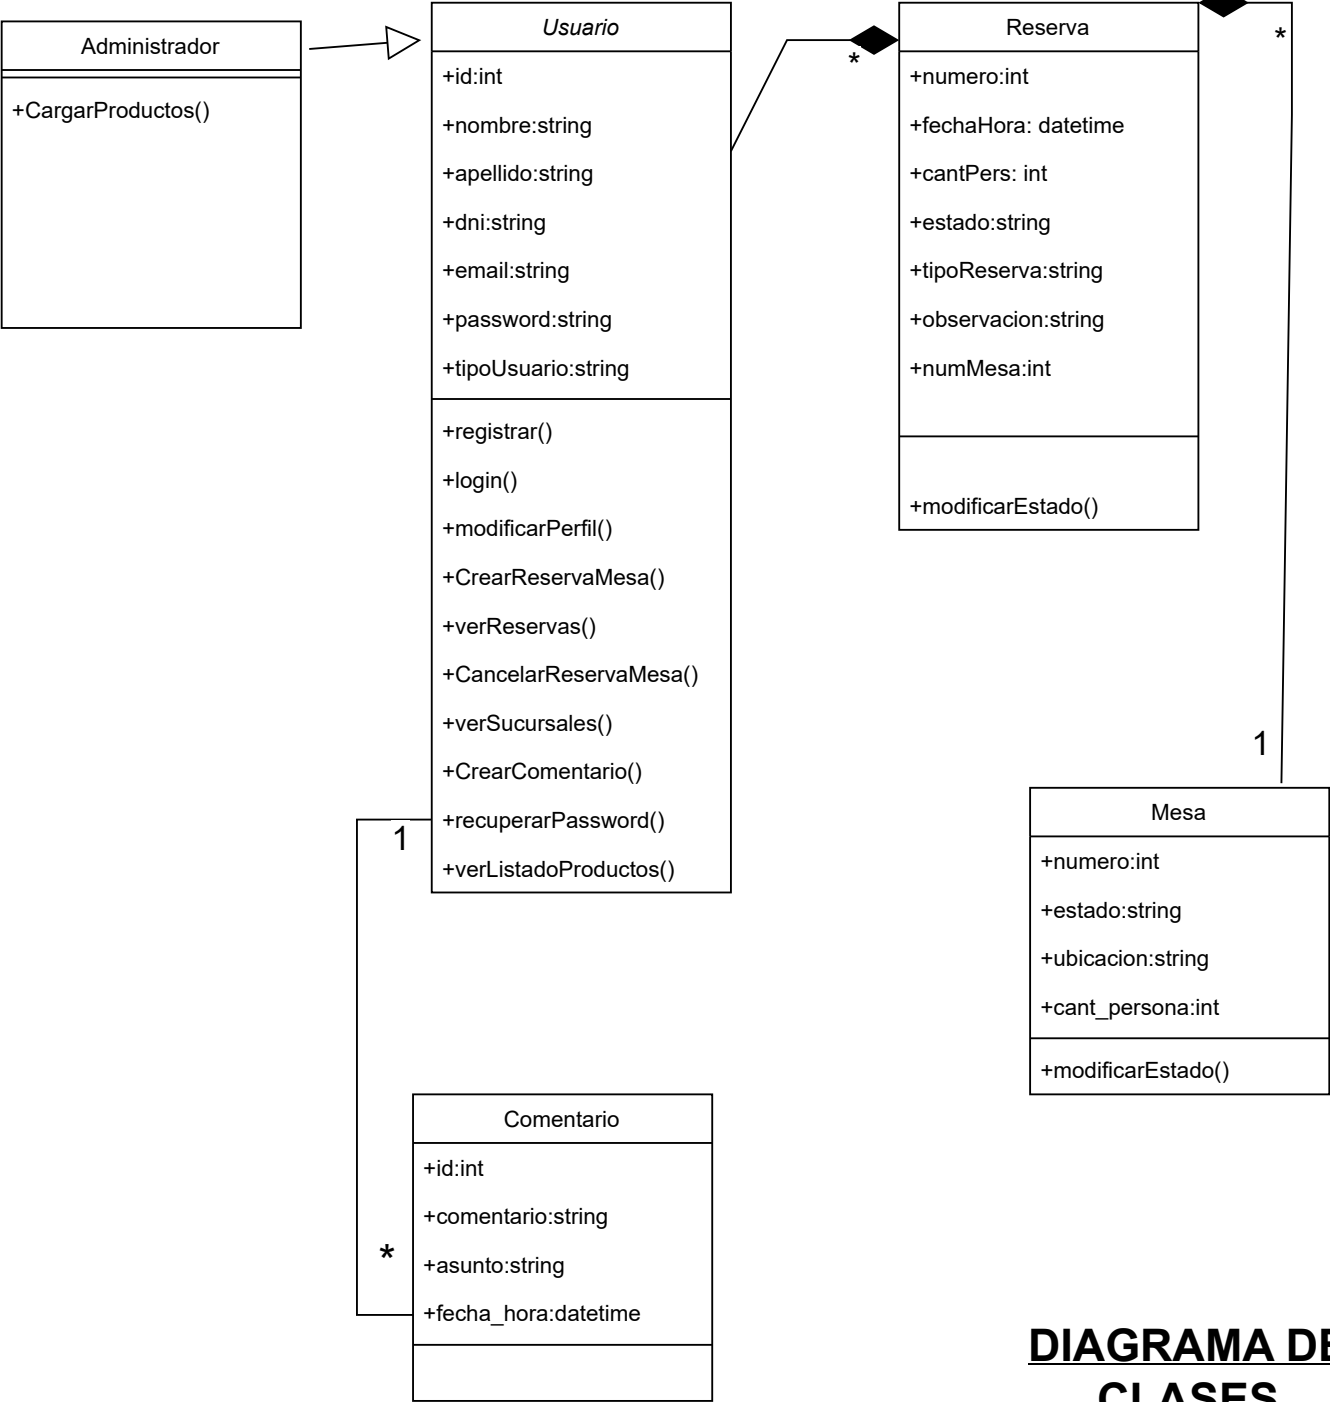 Administrador
+CargarProductos()
Usuario
+id:int
+nombre:string
+apellido:string
+dni:string
+email:string
+password:string
+tipoUsuario:string
+registrar()
+login()
+modificarPerfil()
+CrearReservaMesa()
+verReservas()
+CancelarReservaMesa()
+verSucursales()
+CrearComentario()
+recuperarPassword()
+verListadoProductos()
1
*
Reserva
+numero:int
+fechaHora: datetime
+cantPers: int
+estado:string
+tipoReserva:string
+observacion:string
+numMesa:int
+modificarEstado()
*
1
Mesa
+numero:int
+estado:string
+ubicacion:string
+cant_persona:int
+modificarEstado()
Comentario
+id:int
+comentario:string
+asunto:string
+fecha_hora:datetime
*
DIAGRAMA DE
CLASES